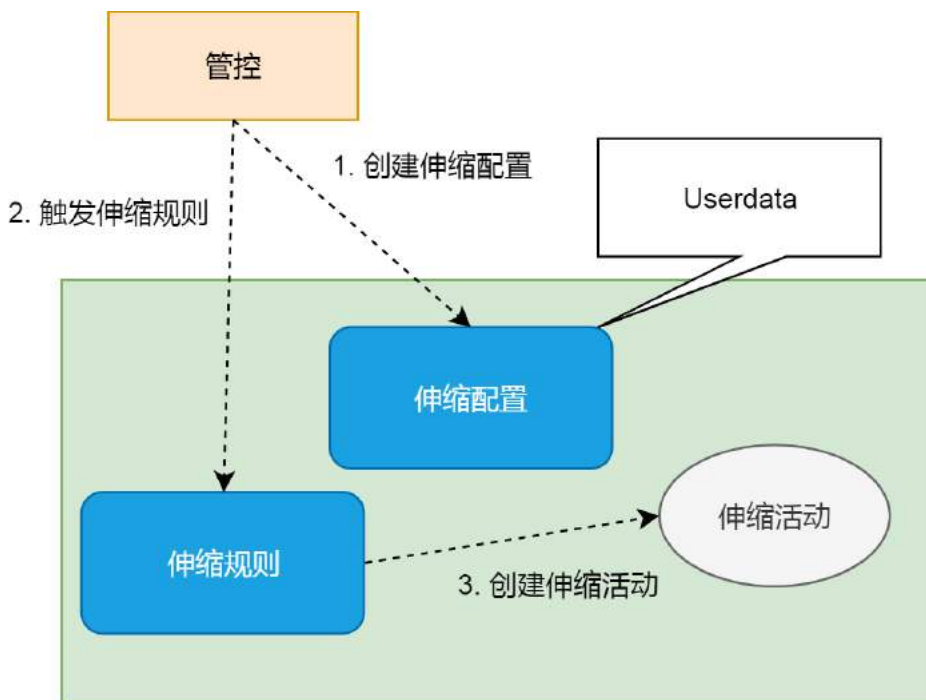 管控
1. 创建伸缩配置
Userdata
2. 触发伸缩规则
伸缩配置
伸缩活动
伸缩规则
3. 创建伸缩活动